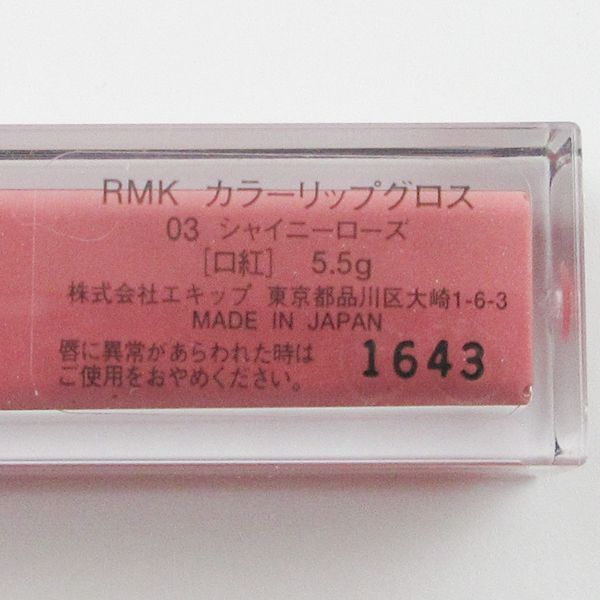 RMK カラーリップグロス
03 シャイニーローズ
[口紅] 5.5g
株式会社エキップ 東京都品川区大崎1-6-3
MADE IN JAPAN
唇に異常があらわれた時は
ご使用をおやめください。
1643